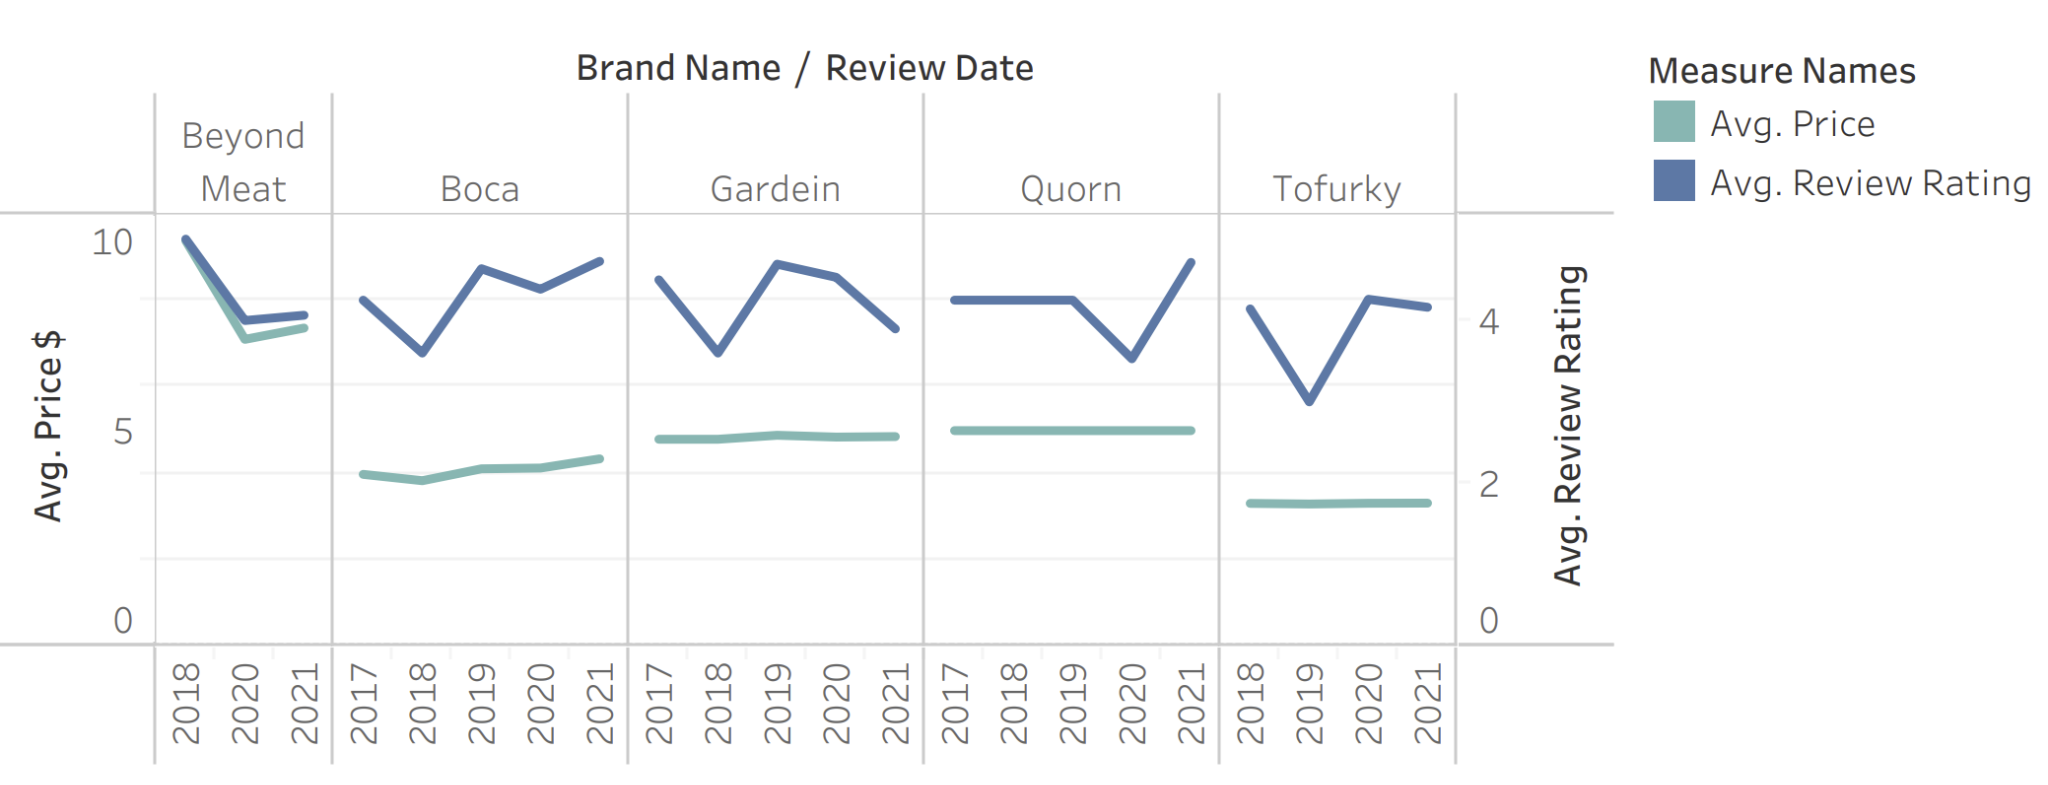 Brand Name / Review Date
Measure Names
Avg. Price
Avg. Review Rating
Beyond
Meat
Boca
Gardein
Quorn
Tofurky
10
5
0
Avg. Price $
4
2
0
Avg. Review Rating
2018 2020 2021 2017 2018 2019 2020 2021 2017 2018 2019 2020 2021 2017 2018 2019 2020 2021 2018 2019 2020 2021